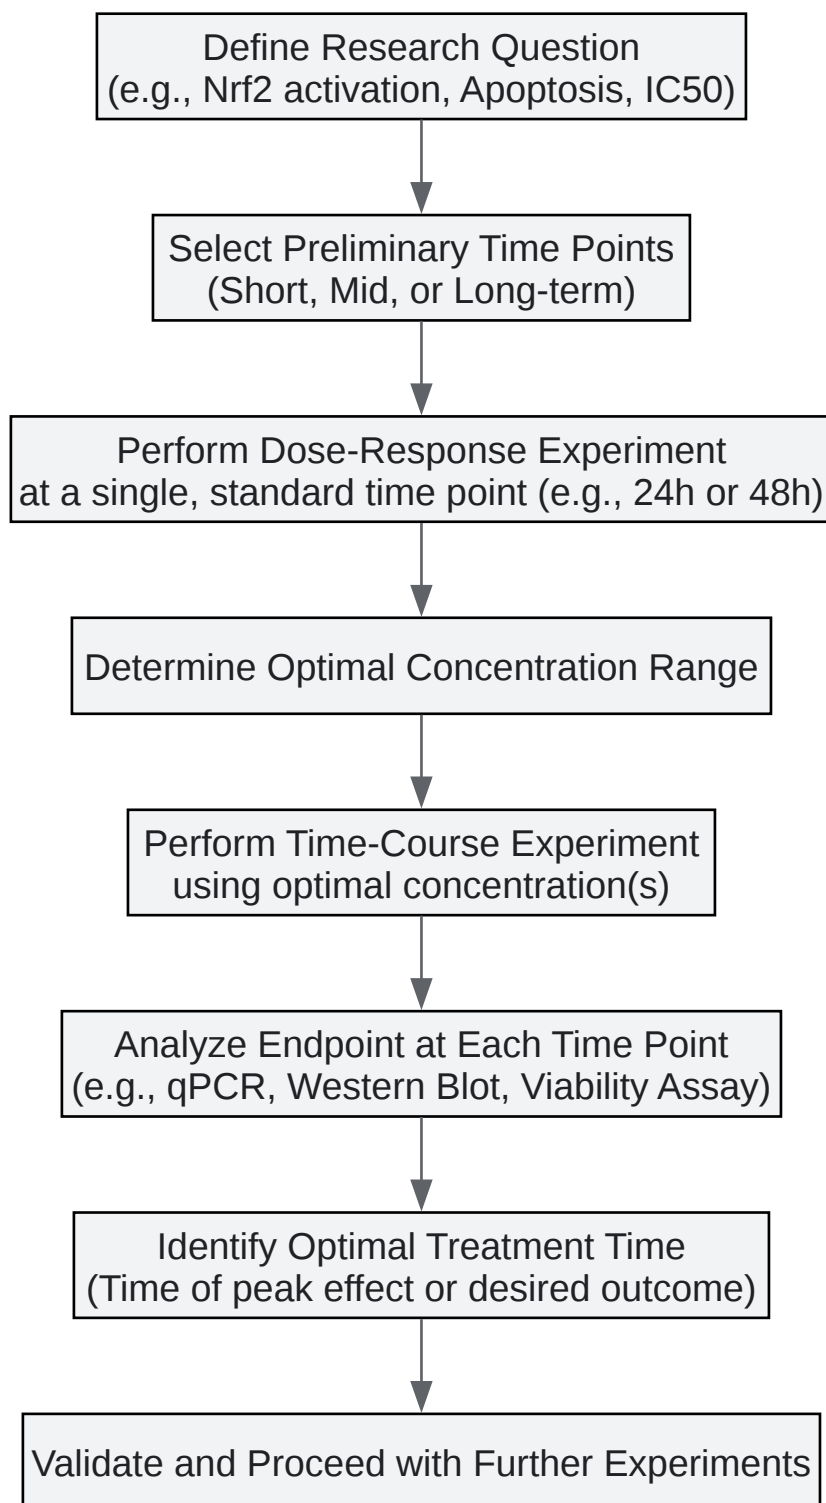 Define Research Question
(e.g., Nrf2 activation, Apoptosis, IC50)
Select Preliminary Time Points
(Short, Mid, or Long-term)
Perform Dose-Response Experiment
at a single, standard time point (e.g., 24h or 48h)
Determine Optimal Concentration Range
Perform Time-Course Experiment
using optimal concentration(s)
Analyze Endpoint at Each Time Point
(e.g., qPCR, Western Blot, Viability Assay)
Identify Optimal Treatment Time
(Time of peak effect or desired outcome)
Validate and Proceed with Further Experiments